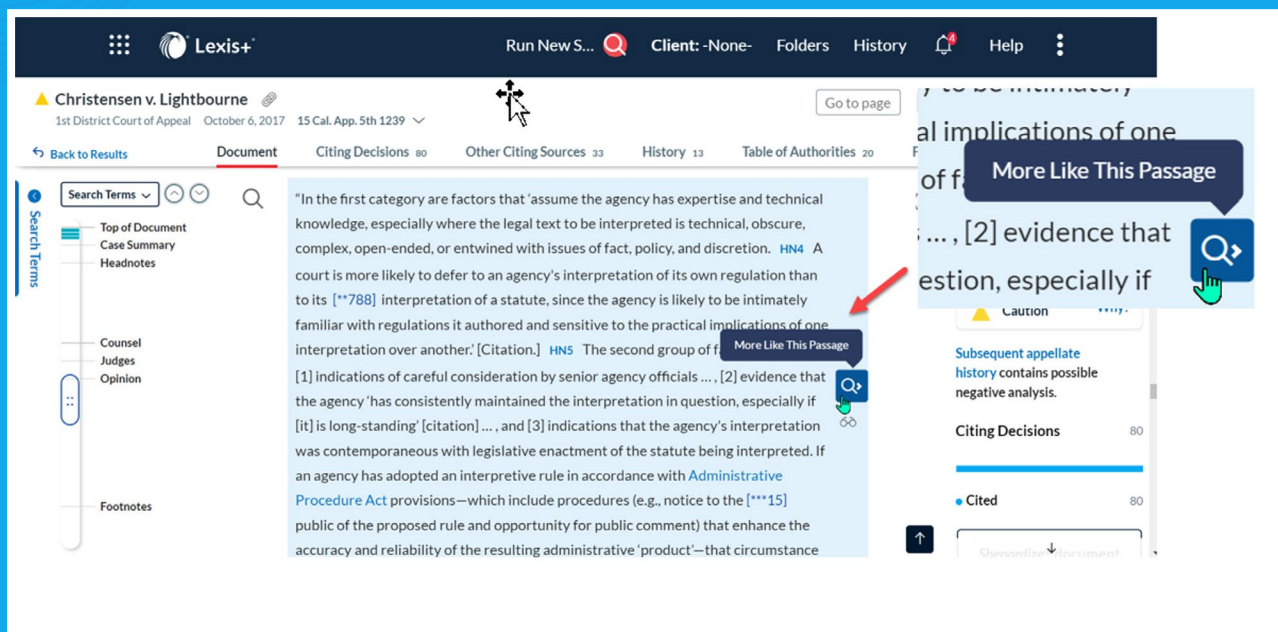 Lexis+
Run New S...
Client: -None-
Folders
History
4
Help
Christensen v. Lightbourne
1st District Court of Appeal October 6, 2017 15 Cal. App. 5th 1239
Go to page
Back to Results
Document
Citing Decisions 80
Other Citing Sources 33
History 13
Table of Authorities 20
Search Terms
Search Terms
Top of Document
Case Summary
Headnotes
Counsel
Judges
Opinion
Footnotes
“In the first category are factors that ‘assume the agency has expertise and technical
knowledge, especially where the legal text to be interpreted is technical, obscure,
complex, open-ended, or entwined with issues of fact, policy, and discretion. HN4 A
court is more likely to defer to an agency's interpretation of its own regulation than
to its [**788] interpretation of a statute, since the agency is likely to be intimately
familiar with regulations it authored and sensitive to the practical implications of one
interpretation over another.’ [Citation.] HN5 The second group of f
More Like This Passage
[1] indications of careful consideration by senior agency officials ... , [2] evidence that
the agency ‘has consistently maintained the interpretation in question, especially if
[it] is long-standing’ [citation] ... , and [3] indications that the agency's interpretation
was contemporaneous with legislative enactment of the statute being interpreted. If
an agency has adopted an interpretive rule in accordance with Administrative
Procedure Act provisions—which include procedures (e.g., notice to the [***15]
public of the proposed rule and opportunity for public comment) that enhance the
accuracy and reliability of the resulting administrative ‘product’—that circumstance
y to be intimately
al implications of one
of f
More Like This Passage
... , [2] evidence that
estion, especially if
Caution
Why?
Subsequent appellate
history contains possible
negative analysis.
Citing Decisions 80
Cited 80
Shepardize document